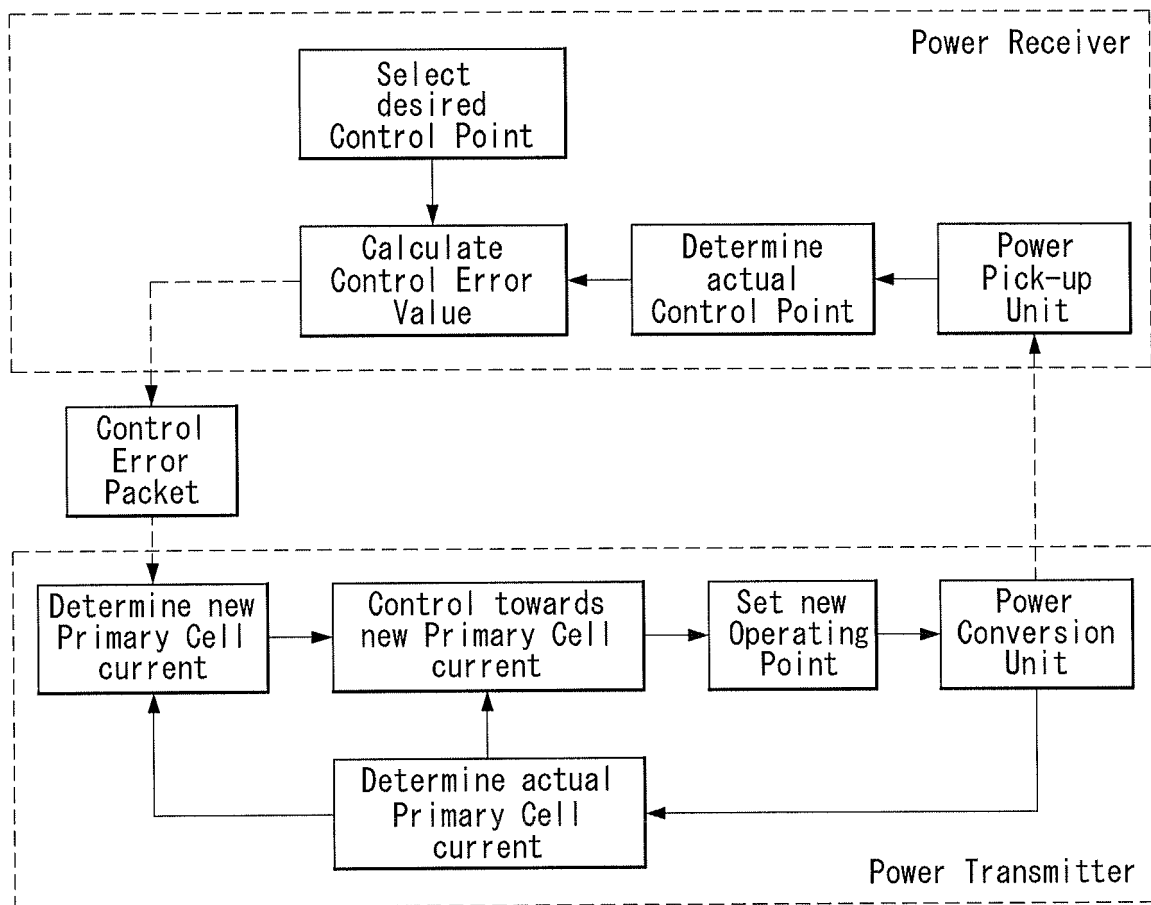 Power Receiver
Select
desired
Control Point
Calculate
Control Error
Value
Determine
actual
Control Point
Power
Pick-up
Unit
Control
Error
Packet
Determine new
Primary Cell
current
Control towards
new Primary Cell
current
Set new
Operating
Point
Power
Conversion
Unit
Determine actual
Primary Cell
current
Power Transmitter